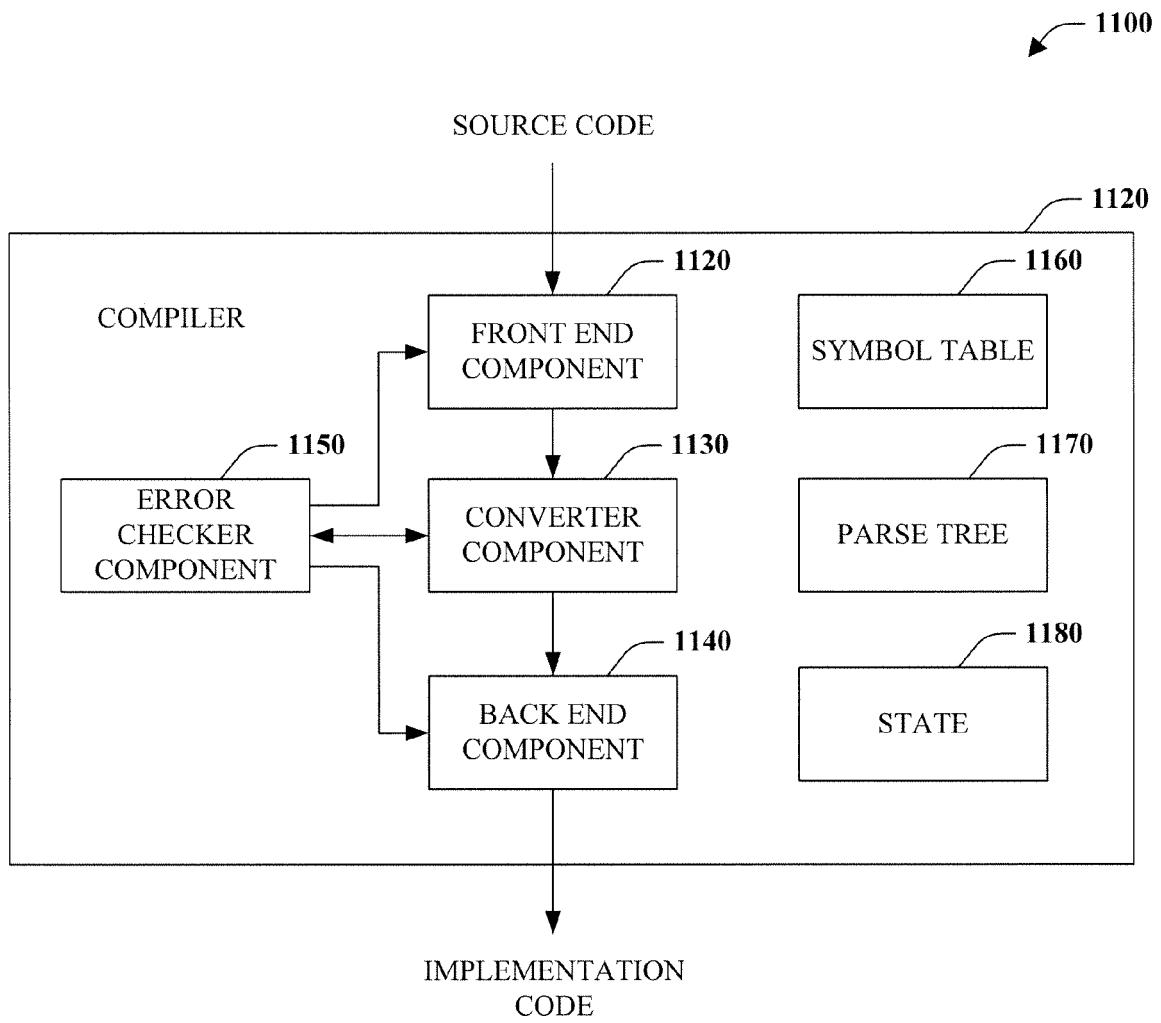 1100
SOURCE CODE
1120
COMPILER
1120
FRONT END
COMPONENT
1160
SYMBOL TABLE
1150
ERROR
CHECKER
COMPONENT
1130
CONVERTER
COMPONENT
1170
PARSE TREE
1140
BACK END
COMPONENT
1180
STATE
IMPLEMENTATION
CODE